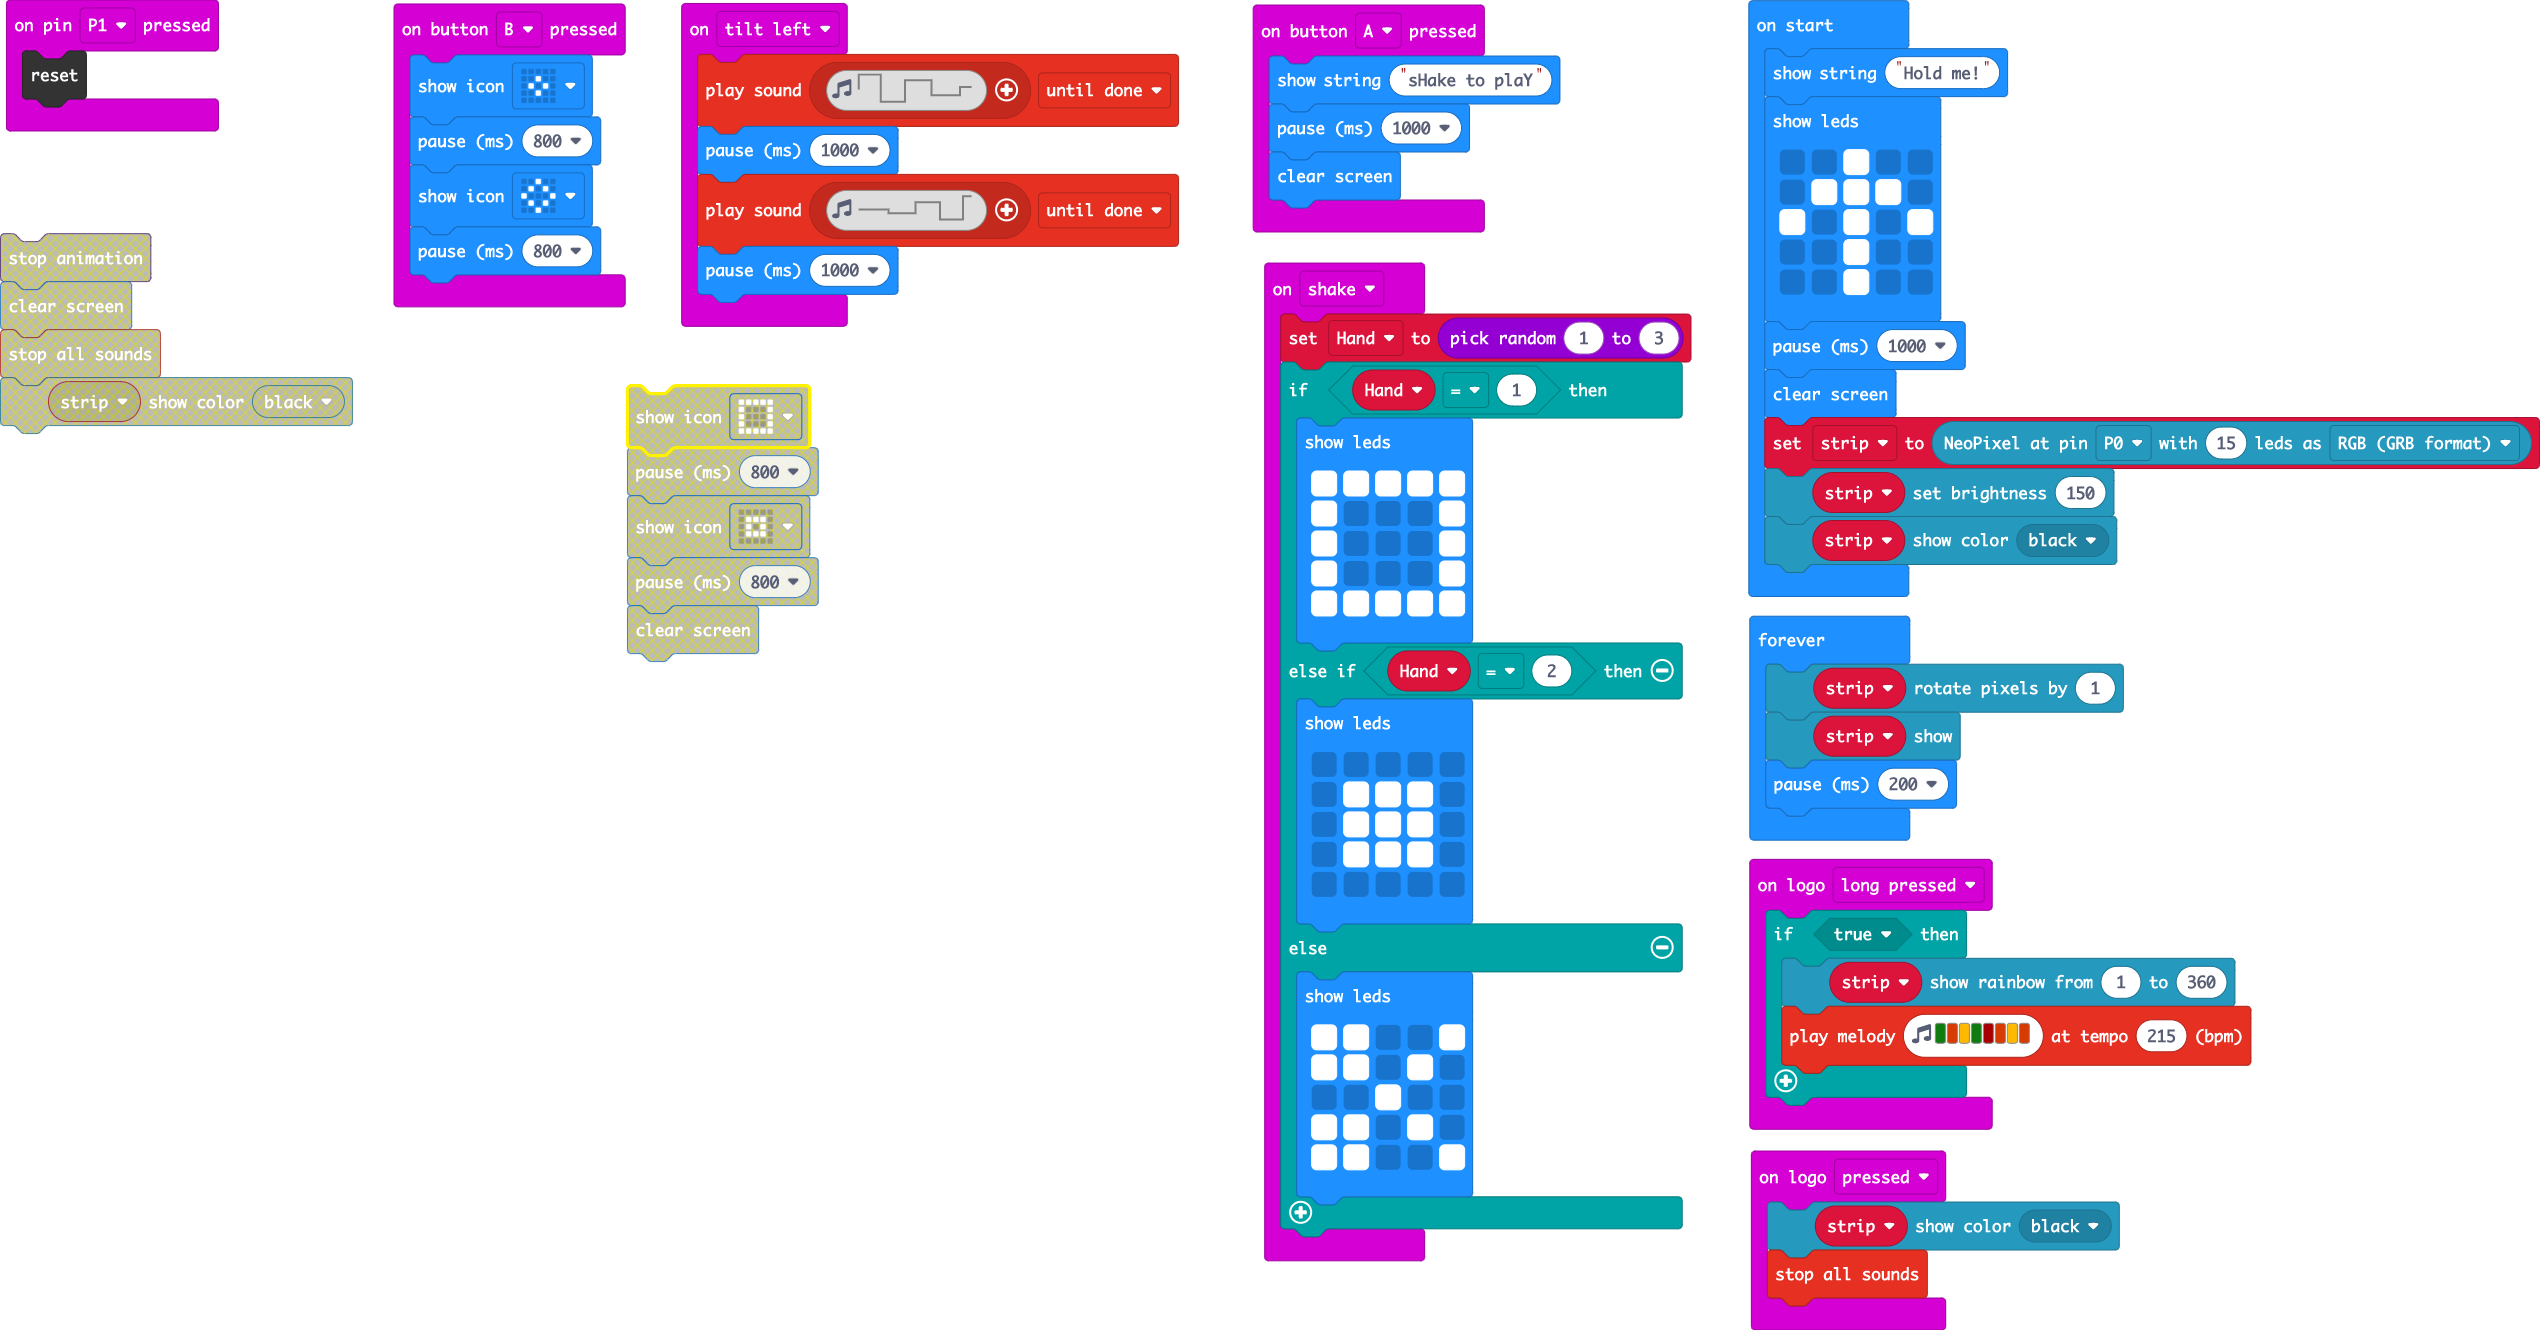 on pin P1 pressed
reset
stop animation
clear screen
stop all sounds
strip show color black
on button B pressed
show icon
pause (ms) 800
show icon
pause (ms) 800
on tilt left
play sound until done
pause (ms) 1000
play sound until done
pause (ms) 1000
show icon
pause (ms) 800
show icon
pause (ms) 800
clear screen
on button A pressed
show string "sHake to plaY"
pause (ms) 1000
clear screen
on shake
set Hand to pick random 1 to 3
if Hand = 1 then
show leds
else if Hand = 2 then
show leds
else
show leds
on start
show string "Hold me!"
show leds
pause (ms) 1000
clear screen
set strip to NeoPixel at pin P0 with 15 leds as RGB (GRB format)
strip set brightness 150
strip show color black
forever
strip rotate pixels by 1
strip show
pause (ms) 200
on logo long pressed
if true then
strip show rainbow from 1 to 360
play melody at tempo 215 (bpm)
on logo pressed
strip show color black
stop all sounds